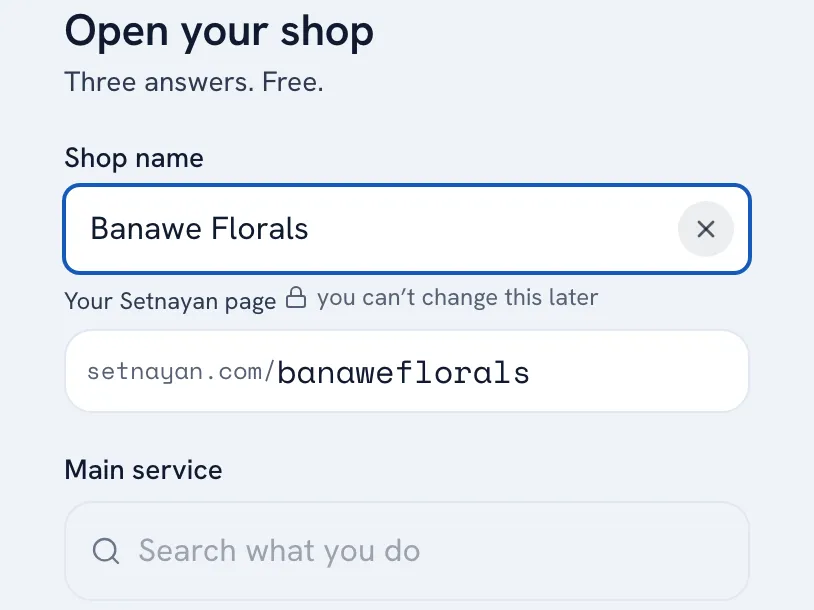 Open your shop
Three answers. Free.
Shop name
Banawe Florals
Your Setnayan page you can’t change this later
setnayan.com/banaweflorals
Main service
Search what you do